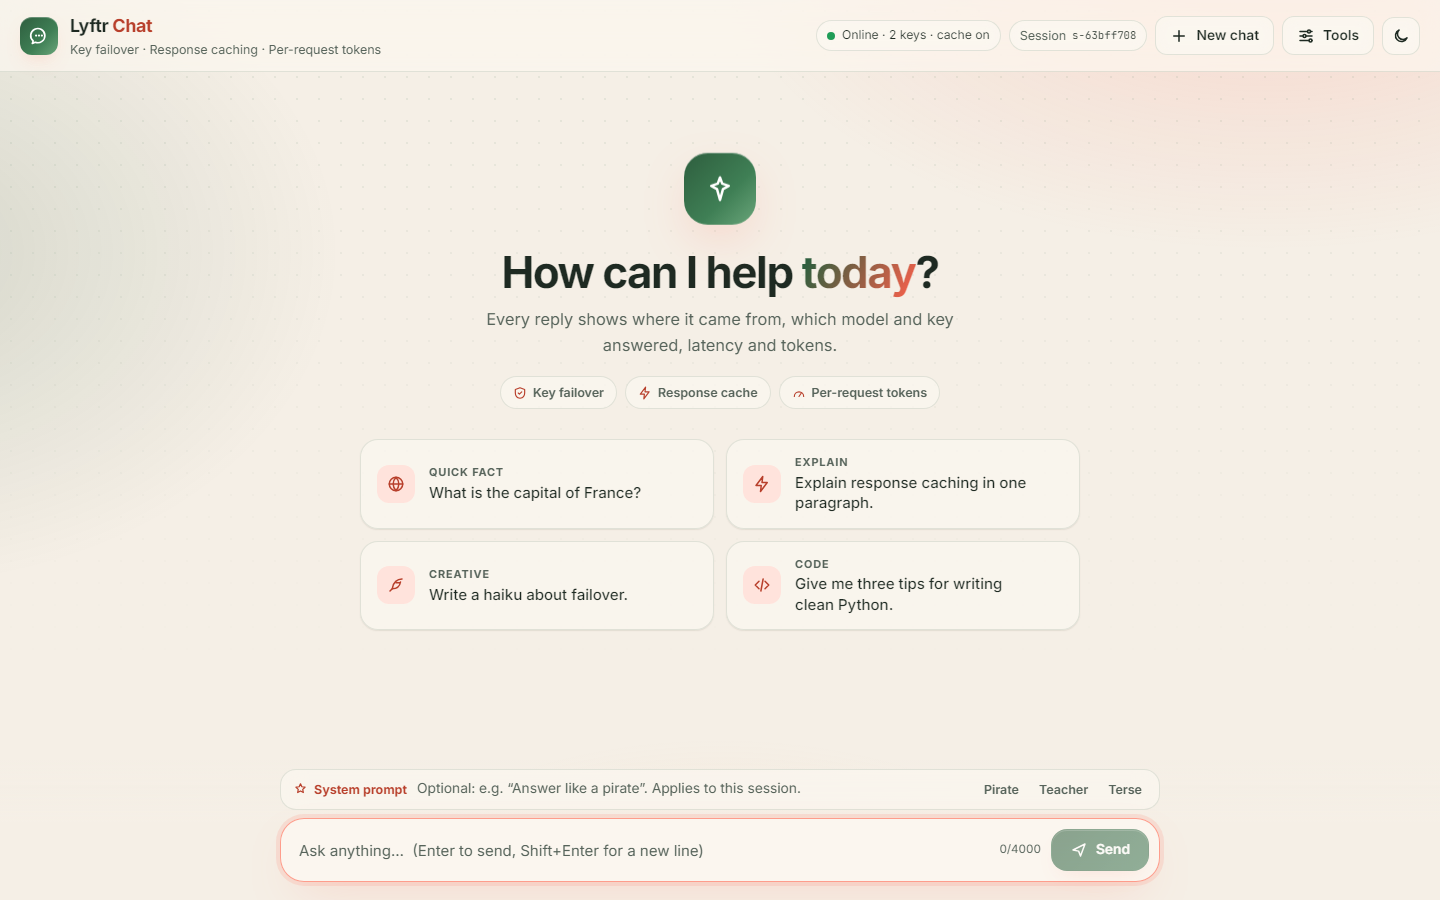 Lyftr Chat
Key failover · Response caching · Per-request tokens
Online · 2 keys · cache on
Session s-63bff708
New chat
Tools
How can I help today?
Every reply shows where it came from, which model and key
answered, latency and tokens.
Key failover
Response cache
Per-request tokens
QUICK FACT
What is the capital of France?
EXPLAIN
Explain response caching in one
paragraph.
CREATIVE
Write a haiku about failover.
CODE
Give me three tips for writing
clean Python.
System prompt
Optional: e.g. “Answer like a pirate”. Applies to this session.
Pirate
Teacher
Terse
Ask anything… (Enter to send, Shift+Enter for a new line)
0/4000
Send